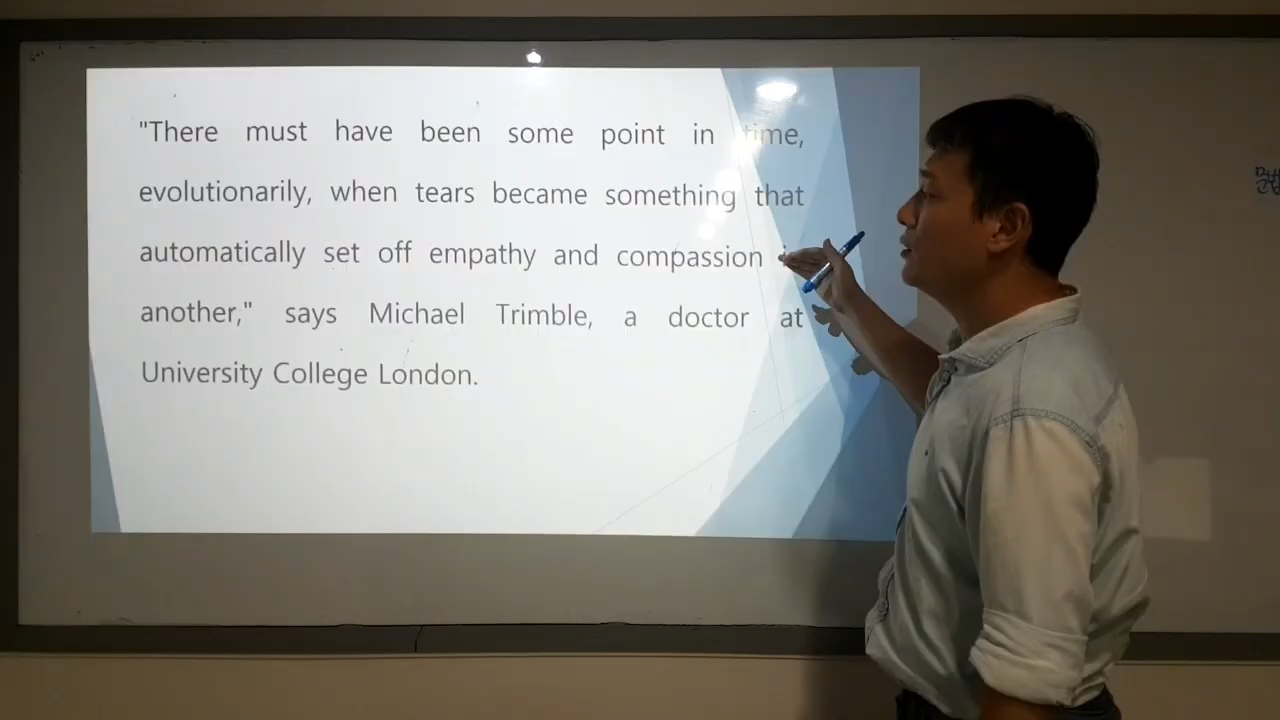 "There must have been some point in time,
evolutionarily, when tears became something that
automatically set off empathy and compassion
another," says Michael Trimble, a doctor at
University College London.